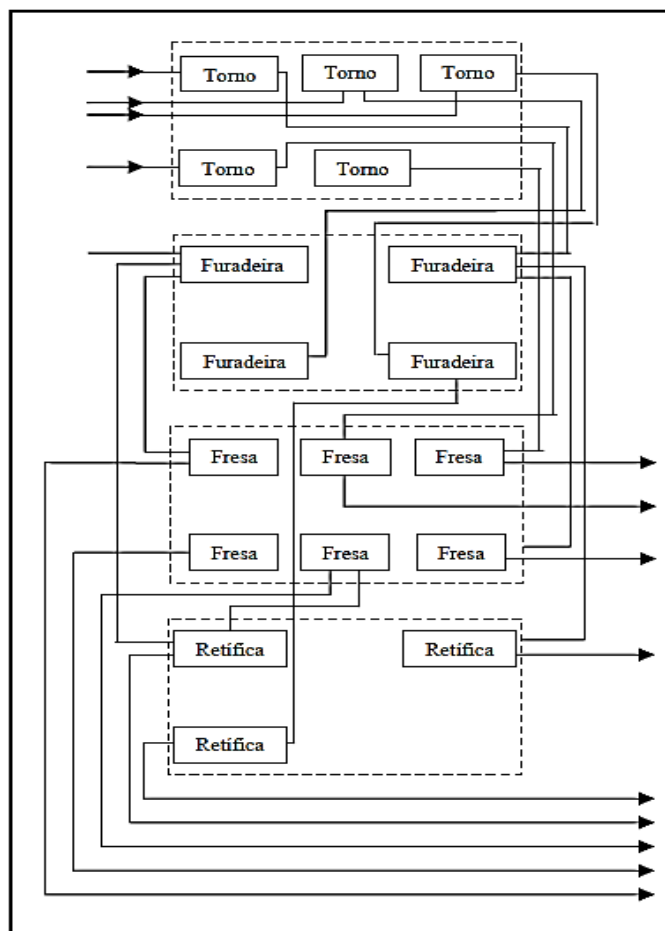 Torno Torno Torno
Torno Torno
Furadeira Furadeira
Furadeira Furadeira
Fresa Fresa Fresa
Fresa Fresa Fresa
Retífica Retífica
Retífica